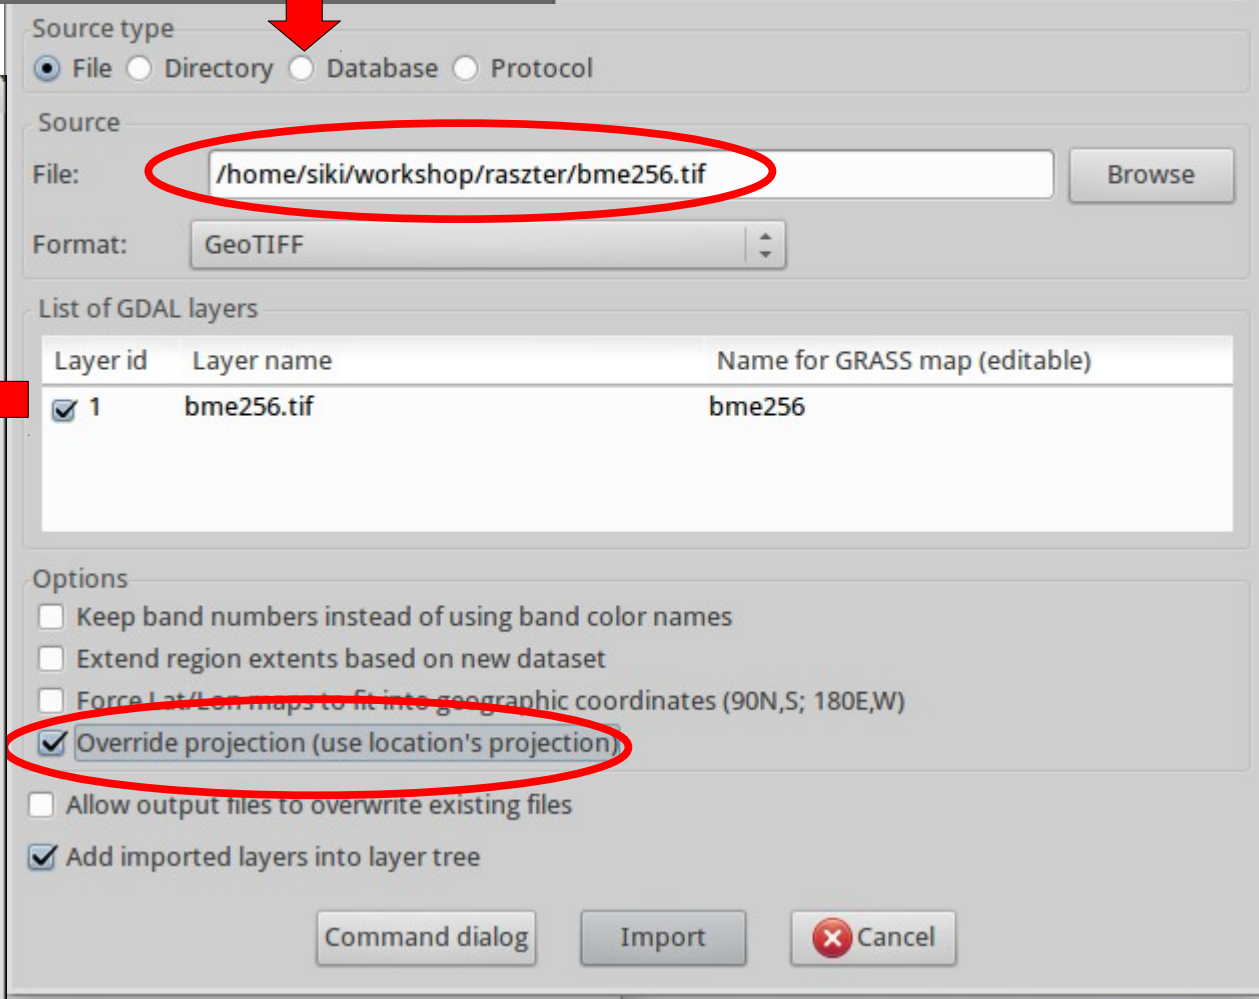 Source type
File Directory Database Protocol
Source
File: /home/siki/workshop/raszter/bme256.tif Browse
Format: GeoTIFF
List of GDAL layers
Layer id Layer name Name for GRASS map (editable)
1 bme256.tif bme256
Options
Keep band numbers instead of using band color names
Extend region extents based on new dataset
Force Lat/Lon maps to fit into geographic coordinates (90N,S; 180E,W)
Override projection (use location's projection)
Allow output files to overwrite existing files
Add imported layers into layer tree
Command dialog Import Cancel